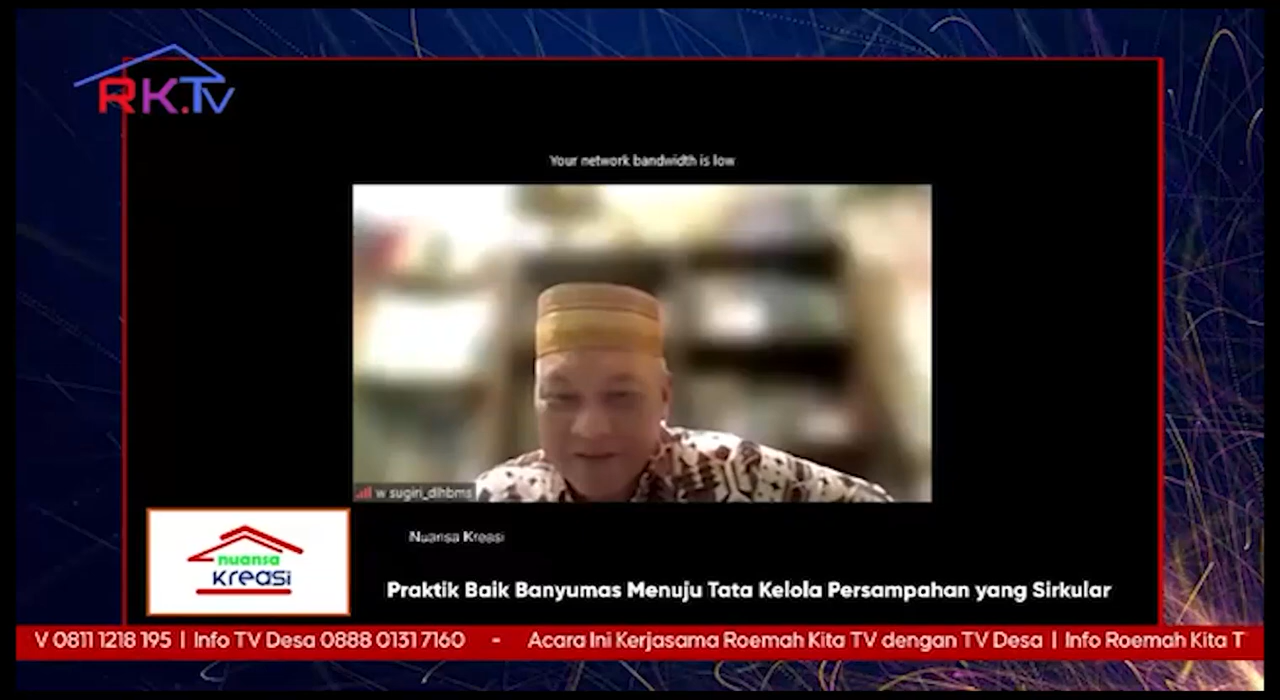 RK.TV
Your network bandwidth is low
w sugiri_dlhbms
nuansa
kreasi
Nuansa Kreasi
Praktik Baik Banyumas Menuju Tata Kelola Persampahan yang Sirkular
V 0811 1218 195 | Info TV Desa 0888 0131 7160 - Acara Ini Kerjasama Roemah Kita TV dengan TV Desa | Info Roemah Kita T